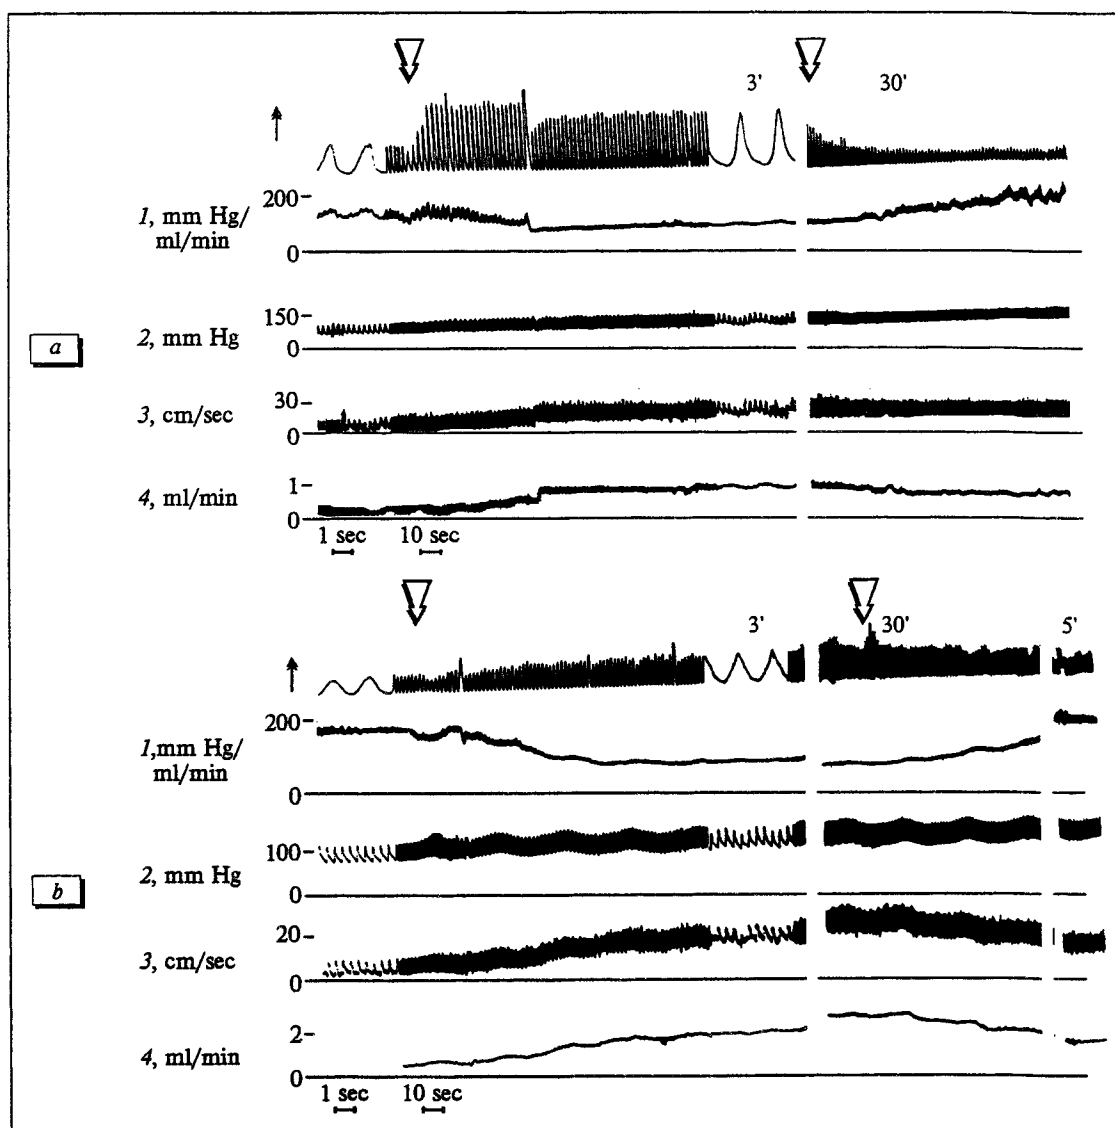 3' 30'
200
1, mm Hg/
ml/min
0
150
a
2, mm Hg
0
30
3, cm/sec
0
1
4, ml/min
0
1 sec 10 sec
3' 30' 5'
200
1,mm Hg/
ml/min
0
100
2, mm Hg
0
b
20
3, cm/sec
0
2
4, ml/min
0
1 sec 10 sec